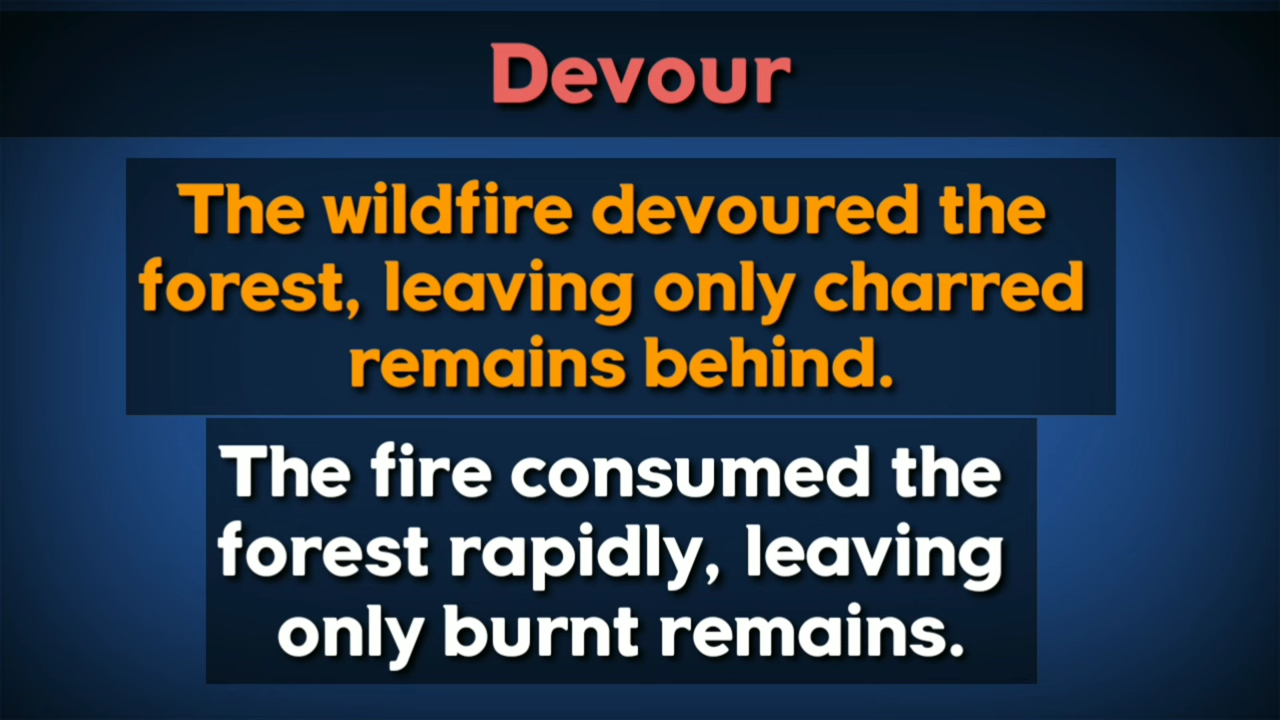 Devour
The wildfire devoured the
forest, leaving only charred
remains behind.
The fire consumed the
forest rapidly, leaving
only burnt remains.